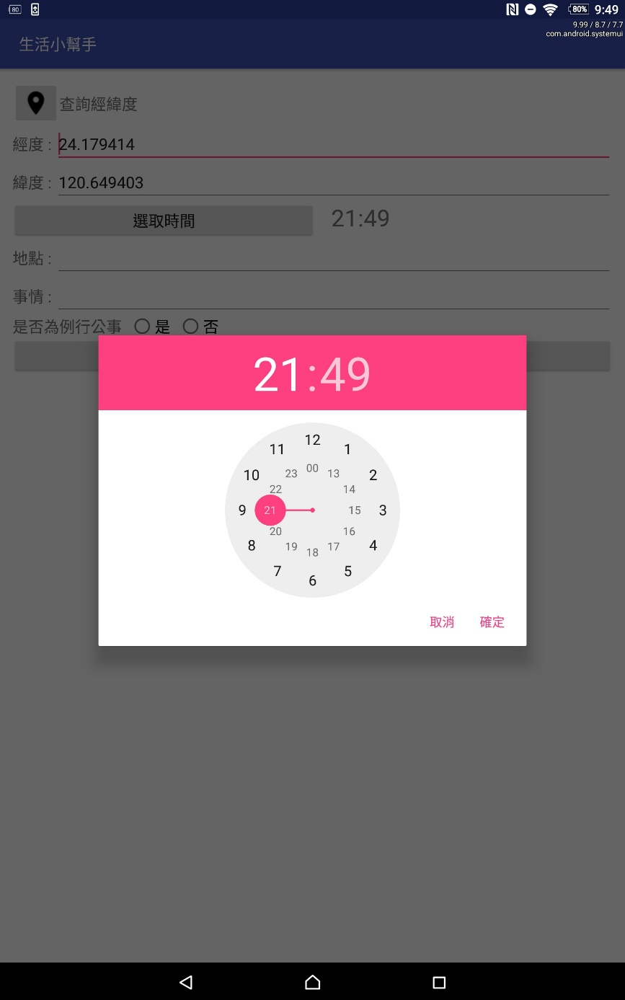 80 80% 9:49
9.99 / 8.7 / 7.7
com.android.systemui
生活小幫手
查詢經緯度
經度 : 24.179414
緯度 : 120.649403
選取時間 21:49
地點 :
事情 :
是否為例行公事 是 否
21:49
12
11 1
00
23 13
10 2
22 14
9 21 15 3
20 16
8 4
19 17
18
7 5
6
取消 確定